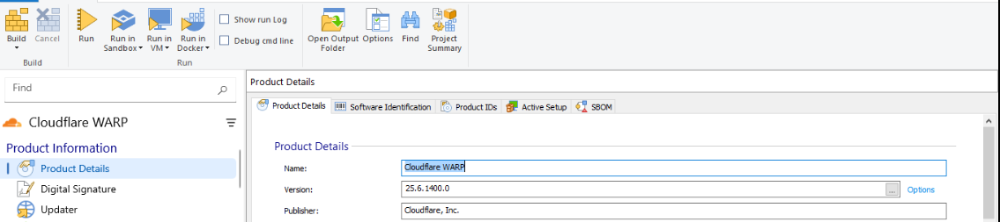 Build
Cancel
Run
Run in Sandbox
Run in VM
Run in Docker
Show run Log
Debug cmd line
Open Output Folder
Options
Find
Project Summary
Build
Run
Find
Cloudflare WARP
Product Information
Product Details
Digital Signature
Updater
Product Details
Product Details
Software Identification
Product IDs
Active Setup
SBOM
Product Details
Name:
Cloudflare WARP
Version:
25.6.1400.0
...
Options
Publisher:
Cloudflare, Inc.